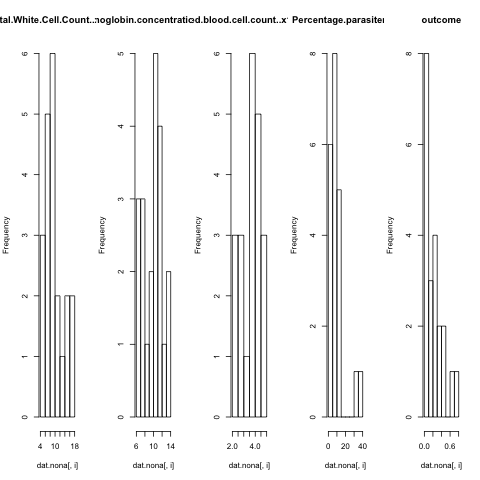 tal.White.Cell.Count..
noglobin.concentratio
d.blood.cell.count..x
Percentage.parasitem
outcome
Frequency
0 1 2 3 4 5 6
4 10 18
dat.nona[, i]
Frequency
0 1 2 3 4 5
6 10 14
dat.nona[, i]
Frequency
0 1 2 3 4 5 6
2.0 4.0
dat.nona[, i]
Frequency
0 2 4 6 8
0 20 40
dat.nona[, i]
Frequency
0 2 4 6 8
0.0 0.6
dat.nona[, i]